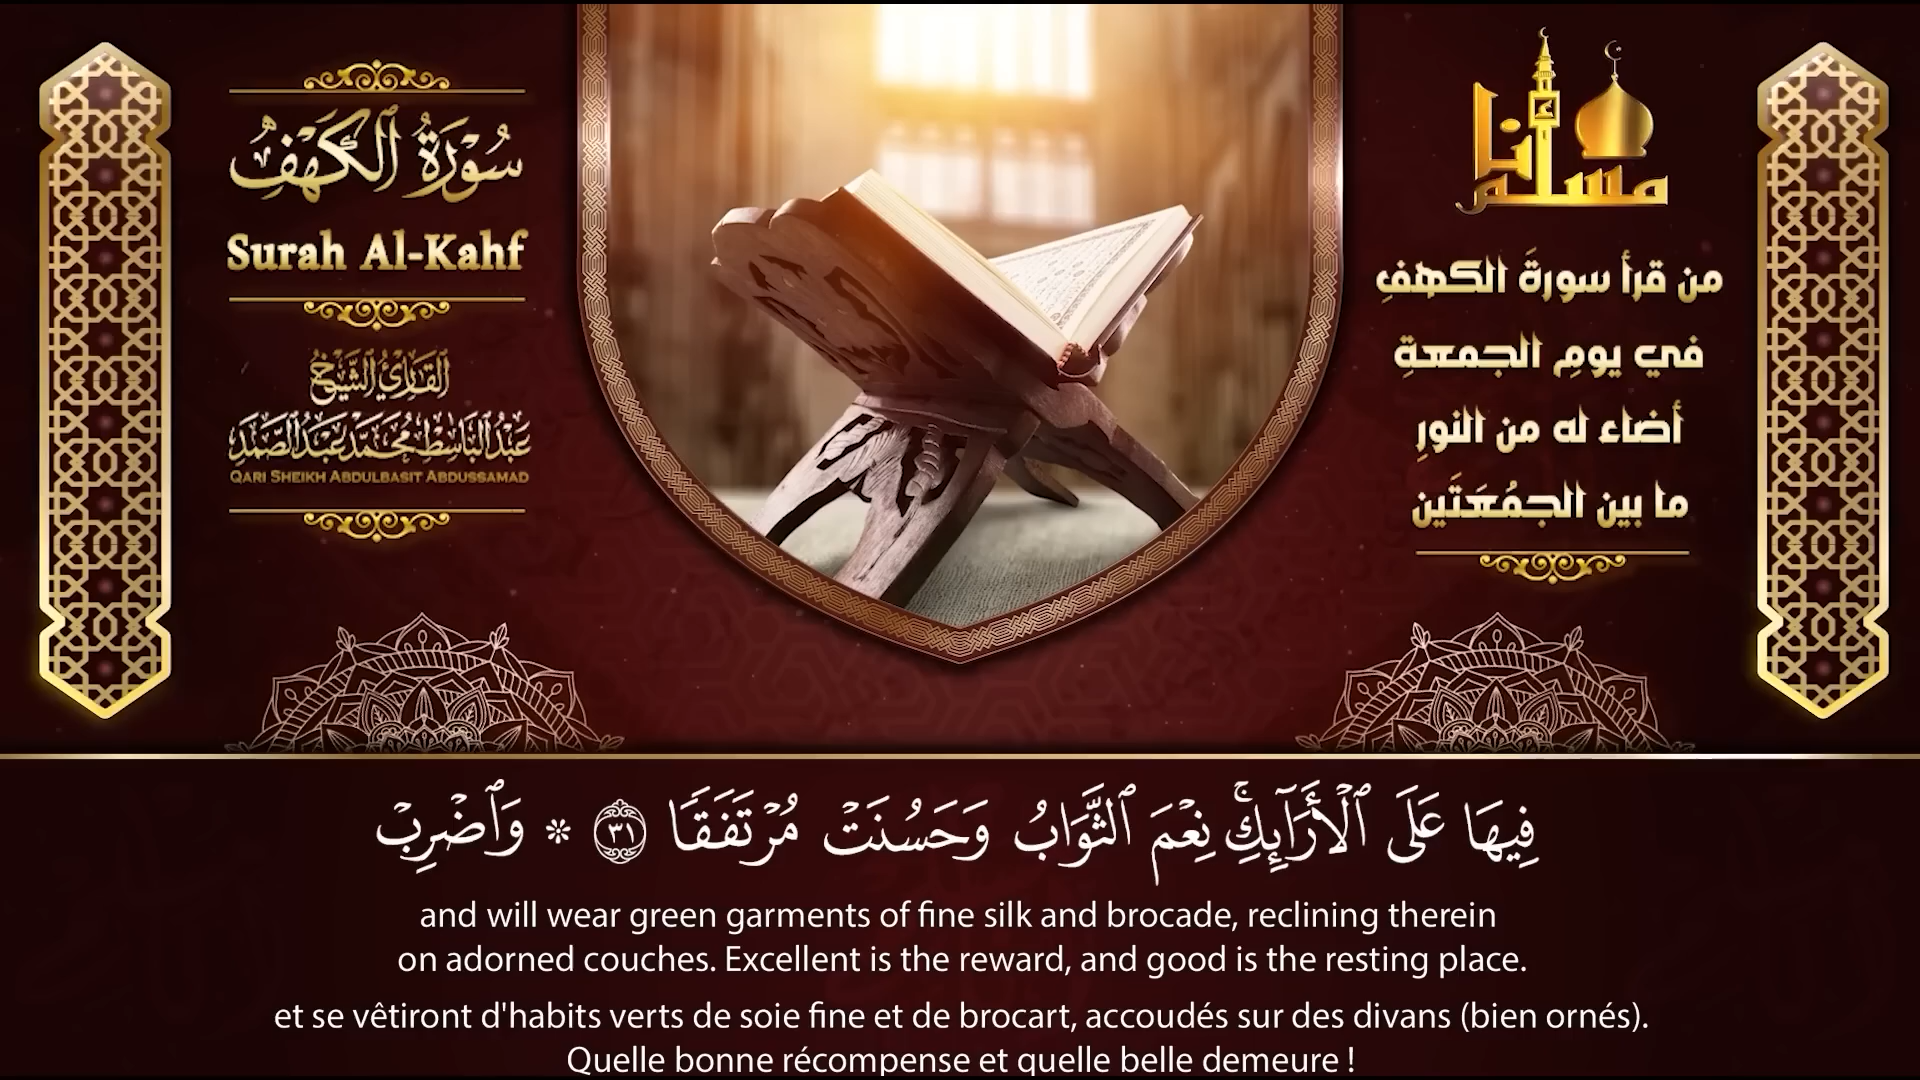 سُورَةُ ٱلْكَهْفِ
Surah Al-Kahf
القارئ الشيخ
عبد الباسط محمد عبد الصمد
QARI SHEIKH ABDULBASIT ABDUSSAMAD
أنا مسلم
من قرأ سورةَ الكهفِ
في يومِ الجمعةِ
أضاء له من النورِ
ما بين الجمُعَتَين
فِيهَا عَلَى ٱلْأَرَآئِكِۚ نِعْمَ ٱلثَّوَابُ وَحَسُنَتْ مُرْتَفَقًا ٣١ ۞ وَٱضْرِبْ
and will wear green garments of fine silk and brocade, reclining therein
on adorned couches. Excellent is the reward, and good is the resting place.
et se vêtiront d'habits verts de soie fine et de brocart, accoudés sur des divans (bien ornés).
Quelle bonne récompense et quelle belle demeure !